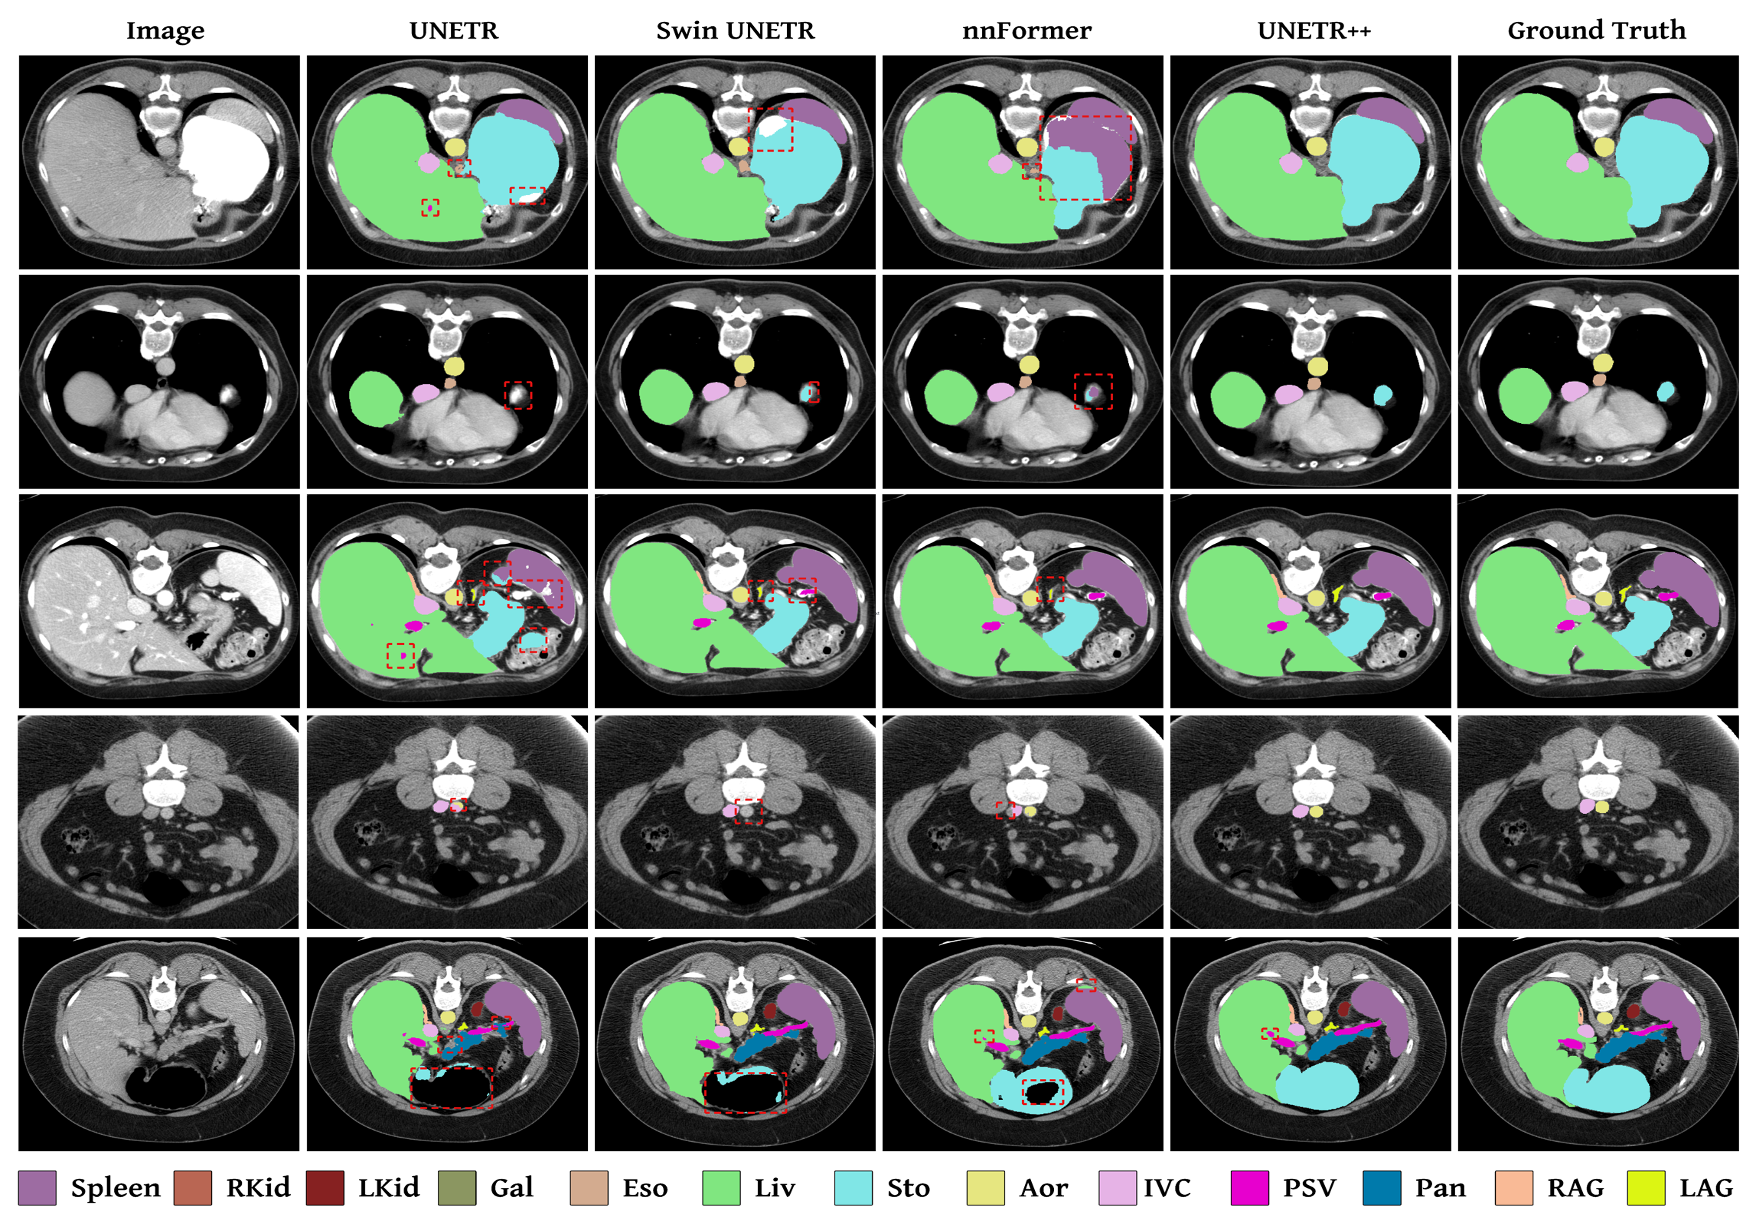 Image UNETR Swin UNETR nnFormer UNETR++ Ground Truth
Spleen RKid LKid Gal Eso Liv Sto Aor IVC PSV Pan RAG LAG